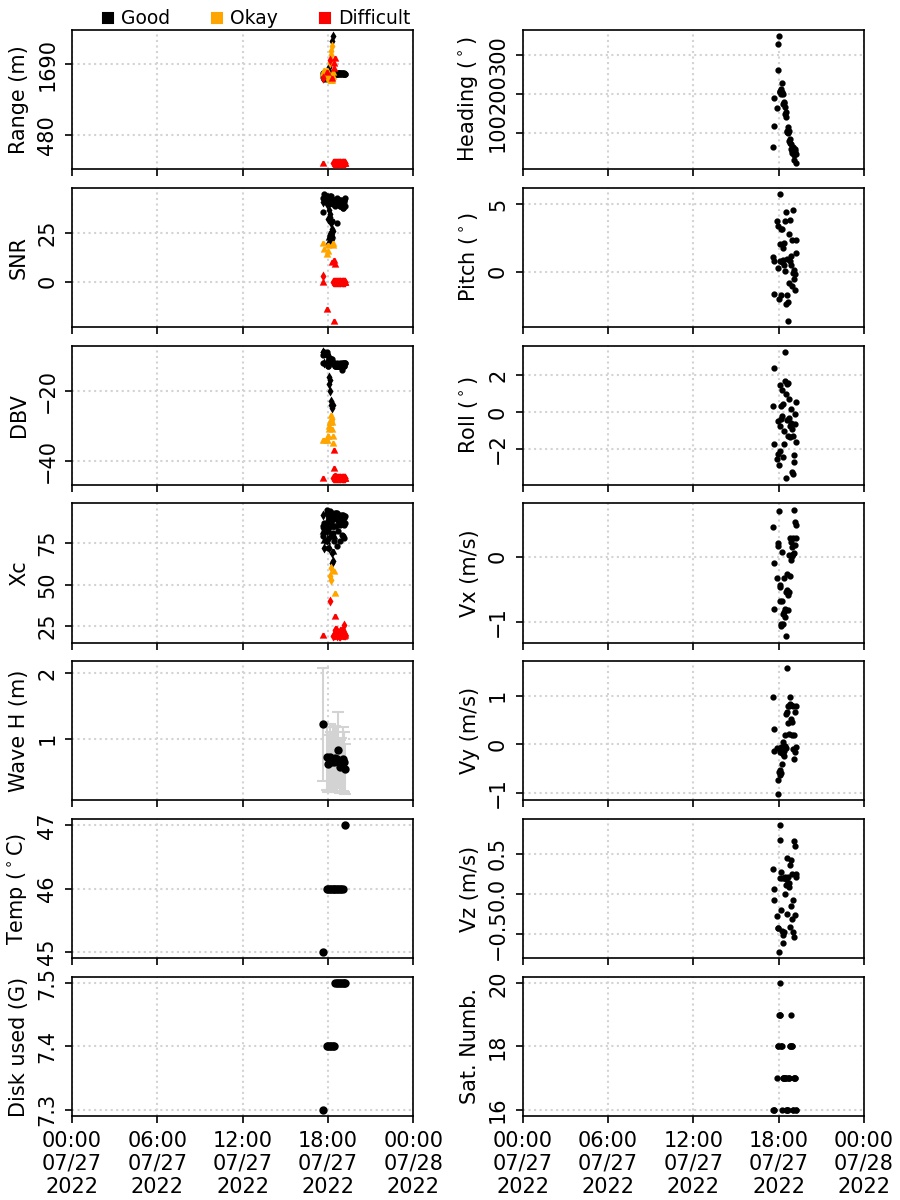 Good Okay Difficult
Range (m)
1690
480
Heading (°)
300
200
100
SNR
25
0
Pitch (°)
5
0
DBV
−20
−40
Roll (°)
2
0
−2
Xc
75
50
25
Vx (m/s)
0
−1
Wave H (m)
2
1
Vy (m/s)
1
0
−1
Temp (°C)
47
46
45
Vz (m/s)
0.5
0.0
−0.5
Disk used (G)
7.5
7.4
7.3
Sat. Numb.
20
18
16
00:00 06:00 12:00 18:00 00:00
07/27 07/27 07/27 07/27 07/28
2022 2022 2022 2022 2022
00:00 06:00 12:00 18:00 00:00
07/27 07/27 07/27 07/27 07/28
2022 2022 2022 2022 2022